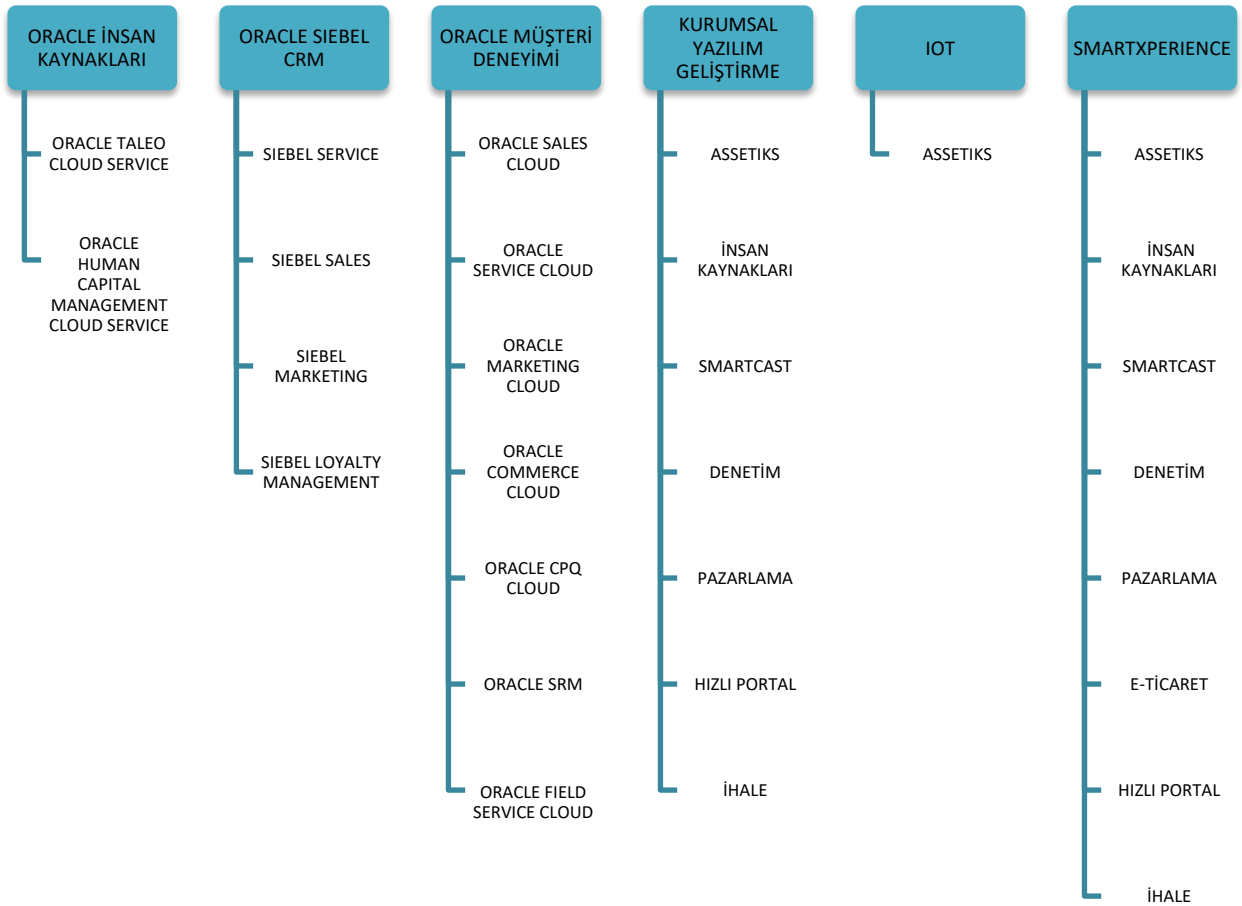 ORACLE İNSAN
KAYNAKLARI
ORACLE TALEO
CLOUD SERVICE
ORACLE
HUMAN
CAPITAL
MANAGEMENT
CLOUD SERVICE
ORACLE SIEBEL
CRM
SIEBEL SERVICE
SIEBEL SALES
SIEBEL
MARKETING
SIEBEL LOYALTY
MANAGEMENT
ORACLE MÜŞTERİ
DENEYİMİ
ORACLE SALES
CLOUD
ORACLE
SERVICE CLOUD
ORACLE
MARKETING
CLOUD
ORACLE
COMMERCE
CLOUD
ORACLE CPQ
CLOUD
ORACLE SRM
ORACLE FIELD
SERVICE CLOUD
KURUMSAL
YAZILIM
GELİŞTİRME
ASSETIKS
İNSAN
KAYNAKLARI
SMARTCAST
DENETİM
PAZARLAMA
HIZLI PORTAL
İHALE
IOT
ASSETIKS
SMARTXPERIENCE
ASSETIKS
İNSAN
KAYNAKLARI
SMARTCAST
DENETİM
PAZARLAMA
E-TİCARET
HIZLI PORTAL
İHALE